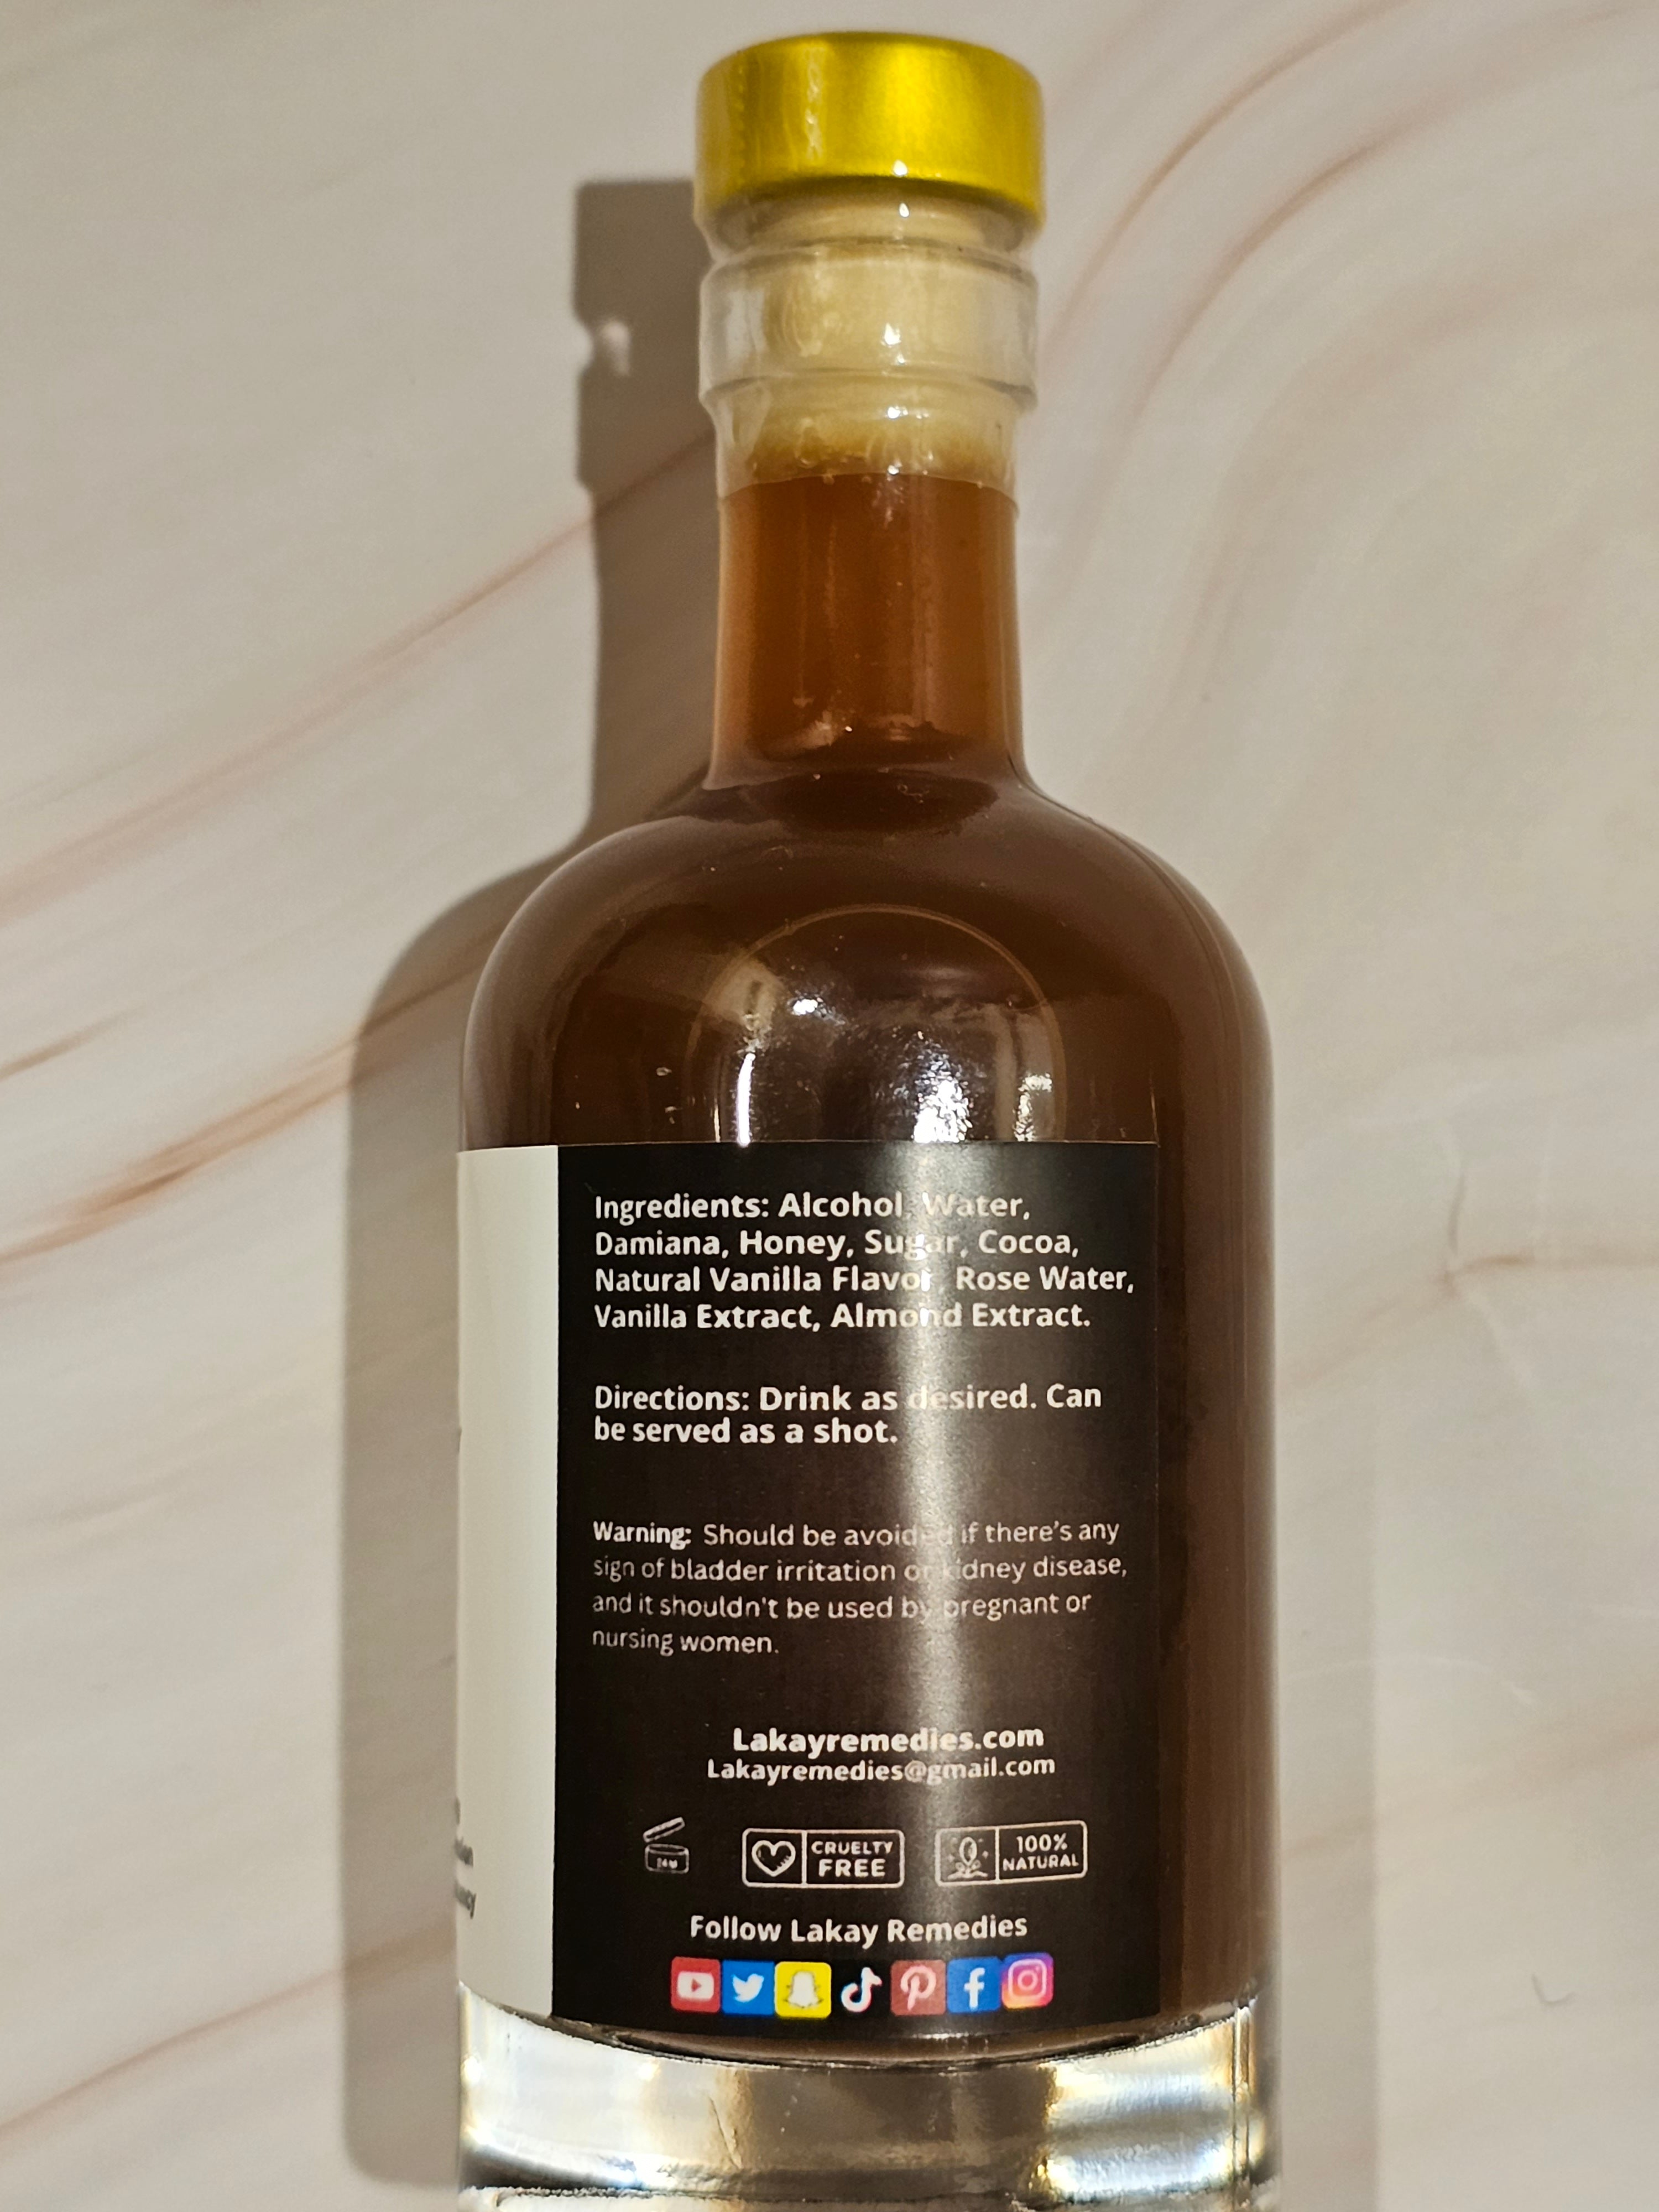 Ingredients: Alcohol, Water,
Damiana, Honey, Sugar, Cocoa,
Natural Vanilla Flavor, Rose Water,
Vanilla Extract, Almond Extract.
Directions: Drink as desired. Can
be served as a shot.
Warning: Should be avoided if there's any
sign of bladder irritation or kidney disease,
and it shouldn't be used by pregnant or
nursing women.
Lakayremedies.com
Lakayremedies@gmail.com
24M
CRUELTY
FREE
100%
NATURAL
Follow Lakay Remedies